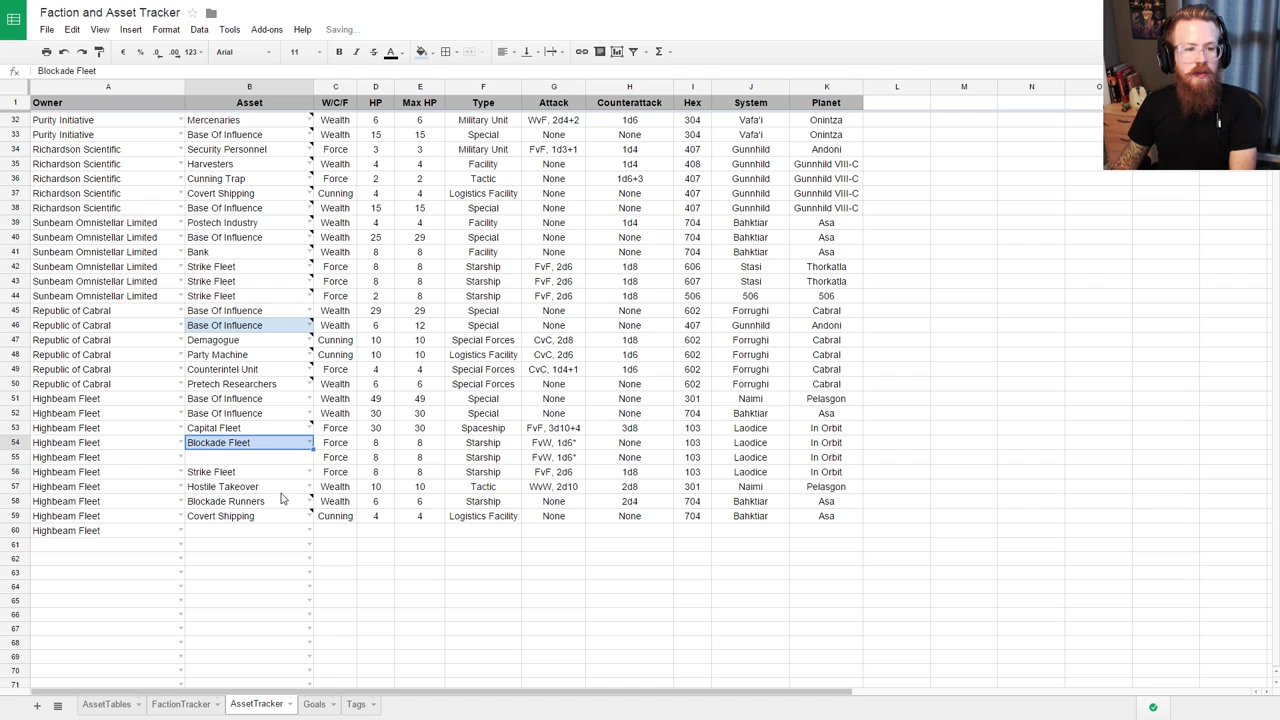 Faction and Asset Tracker
File Edit View Insert Format Data Tools Add-ons Help Saving...
€ % .0 .00 123 Arial 11 B I S A Σ
fx Blockade Fleet
A B C D E F G H I J K L M N O
1 Owner Asset W/C/F HP Max HP Type Attack Counterattack Hex System Planet
32 Purity Initiative Mercenaries Wealth 6 6 Military Unit WvF, 2d4+2 1d6 304 Vafa'i Onintza
33 Purity Initiative Base Of Influence Wealth 15 15 Special None None 304 Vafa'i Onintza
34 Richardson Scientific Security Personnel Force 3 3 Military Unit FvF, 1d3+1 1d4 407 Gunnhild Andoni
35 Richardson Scientific Harvesters Wealth 4 4 Facility None 1d4 408 Gunnhild Gunnhild VIII-C
36 Richardson Scientific Cunning Trap Force 2 2 Tactic None 1d6+3 407 Gunnhild Gunnhild VIII-C
37 Richardson Scientific Covert Shipping Cunning 4 4 Logistics Facility None None 407 Gunnhild Gunnhild VIII-C
38 Richardson Scientific Base Of Influence Wealth 15 15 Special None None 407 Gunnhild Gunnhild VIII-C
39 Sunbeam Omnistellar Limited Postech Industry Wealth 4 4 Facility None 1d4 704 Bahktiar Asa
40 Sunbeam Omnistellar Limited Base Of Influence Wealth 25 29 Special None None 704 Bahktiar Asa
41 Sunbeam Omnistellar Limited Bank Wealth 8 8 Facility None None 704 Bahktiar Asa
42 Sunbeam Omnistellar Limited Strike Fleet Force 8 8 Starship FvF, 2d6 1d8 606 Stasi Thorkatla
43 Sunbeam Omnistellar Limited Strike Fleet Force 8 8 Starship FvF, 2d6 1d8 607 Stasi Thorkatla
44 Sunbeam Omnistellar Limited Strike Fleet Force 2 8 Starship FvF, 2d6 1d8 506 506 506
45 Republic of Cabral Base Of Influence Wealth 29 29 Special None None 602 Forrughi Cabral
46 Republic of Cabral Base Of Influence Wealth 6 12 Special None None 407 Gunnhild Andoni
47 Republic of Cabral Demagogue Cunning 10 10 Special Forces CvC, 2d8 1d8 602 Forrughi Cabral
48 Republic of Cabral Party Machine Cunning 10 10 Logistics Facility CvC, 2d6 1d6 602 Forrughi Cabral
49 Republic of Cabral Counterintel Unit Force 4 4 Special Forces CvC, 1d4+1 1d6 602 Forrughi Cabral
50 Republic of Cabral Pretech Researchers Wealth 6 6 Special Forces None None 602 Forrughi Cabral
51 Highbeam Fleet Base Of Influence Wealth 49 49 Special None None 301 Naimi Pelasgon
52 Highbeam Fleet Base Of Influence Wealth 30 30 Special None None 704 Bahktiar Asa
53 Highbeam Fleet Capital Fleet Force 30 30 Spaceship FvF, 3d10+4 3d8 103 Laodice In Orbit
54 Highbeam Fleet Blockade Fleet Force 8 8 Starship FvW, 1d6* None 103 Laodice In Orbit
55 Highbeam Fleet Force 8 8 Starship FvW, 1d6* None 103 Laodice In Orbit
56 Highbeam Fleet Strike Fleet Force 8 8 Starship FvF, 2d6 1d8 103 Laodice In Orbit
57 Highbeam Fleet Hostile Takeover Wealth 10 10 Tactic WvW, 2d10 2d8 301 Naimi Pelasgon
58 Highbeam Fleet Blockade Runners Wealth 6 6 Starship None 2d4 704 Bahktiar Asa
59 Highbeam Fleet Covert Shipping Cunning 4 4 Logistics Facility None None 704 Bahktiar Asa
60 Highbeam Fleet
61
62
63
64
65
66
67
68
69
70
71
AssetTables FactionTracker AssetTracker Goals Tags